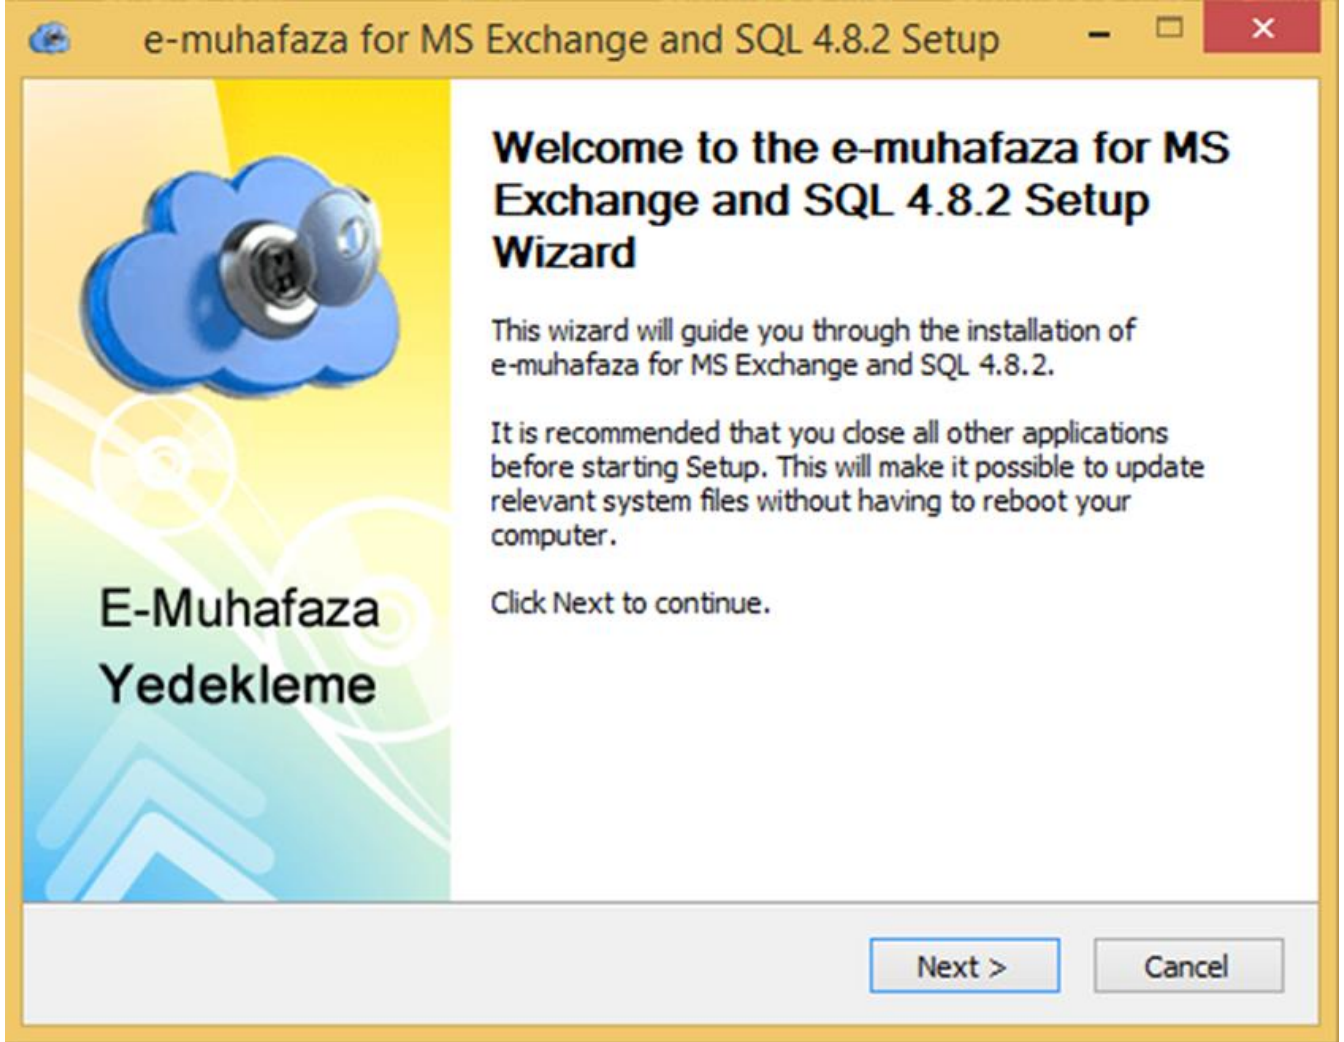 e-muhafaza for MS Exchange and SQL 4.8.2 Setup
Welcome to the e-muhafaza for MS
Exchange and SQL 4.8.2 Setup
Wizard
This wizard will guide you through the installation of
e-muhafaza for MS Exchange and SQL 4.8.2.
It is recommended that you close all other applications
before starting Setup. This will make it possible to update
relevant system files without having to reboot your
computer.
Click Next to continue.
E-Muhafaza
Yedekleme
Next >
Cancel